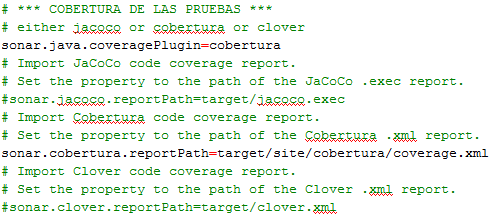 # *** COBERTURA DE LAS PRUEBAS ***
# either jacoco or cobertura or clover
sonar.java.coveragePlugin=cobertura
# Import JaCoCo code coverage report.
# Set the property to the path of the JaCoCo .exec report.
#sonar.jacoco.reportPath=target/jacoco.exec
# Import Cobertura code coverage report.
# Set the property to the path of the Cobertura .xml report.
sonar.cobertura.reportPath=target/site/cobertura/coverage.xml
# Import Clover code coverage report.
# Set the property to the path of the Clover .xml report.
#sonar.clover.reportPath=target/clover.xml